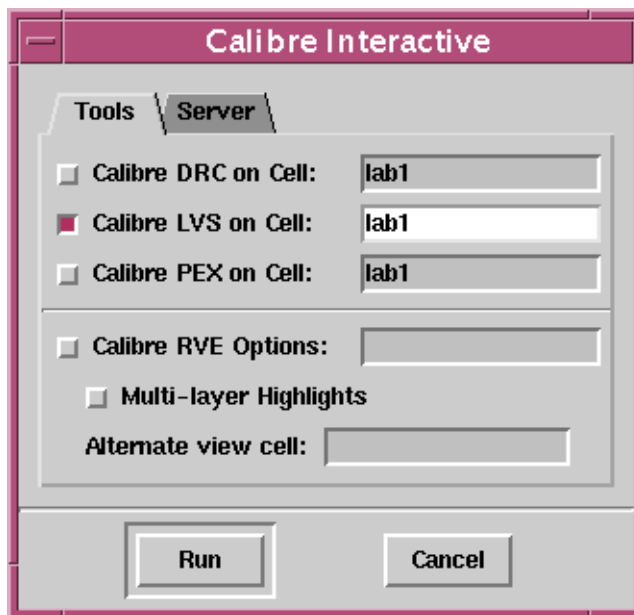 Calibre Interactive
Tools Server
Calibre DRC on Cell: lab1
Calibre LVS on Cell: lab1
Calibre PEX on Cell: lab1
Calibre RVE Options:
Multi-layer Highlights
Alternate view cell:
Run Cancel